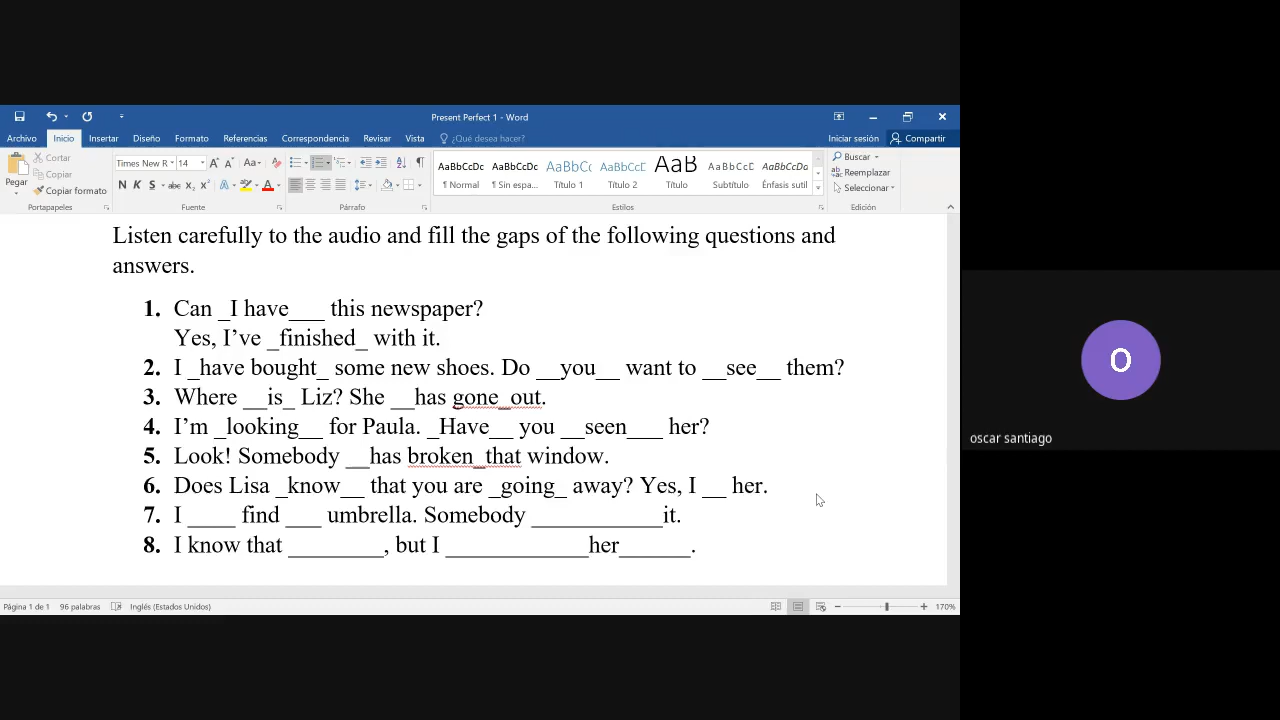 Present Perfect 1 - Word
Archivo Inicio Insertar Diseño Formato Referencias Correspondencia Revisar Vista ¿Qué desea hacer? Iniciar sesión Compartir
Pegar
Cortar
Copiar
Copiar formato
Portapapeles
Times New R 14
N K S abc x₂ x²
Fuente
Párrafo
AaBbCcDc AaBbCcDc AaBbC( AaBbCcE AaB AaBbCcD AaBbCcDc
¶ Normal ¶ Sin espa... Título 1 Título 2 Título Subtítulo Énfasis sutil
Estilos
Buscar
Reemplazar
Seleccionar
Edición
Listen carefully to the audio and fill the gaps of the following questions and
answers.
1. Can _I have___ this newspaper?
Yes, I’ve _finished_ with it.
2. I _have bought_ some new shoes. Do __you__ want to __see__ them?
3. Where __is_ Liz? She __has gone_out.
4. I’m _looking__ for Paula. _Have__ you __seen___ her?
5. Look! Somebody __has broken_that window.
6. Does Lisa _know__ that you are _going_ away? Yes, I __ her.
7. I ____ find ___ umbrella. Somebody ___________it.
8. I know that ________, but I ____________her______.
Página 1 de 1 96 palabras Inglés (Estados Unidos) 170%
O
oscar santiago